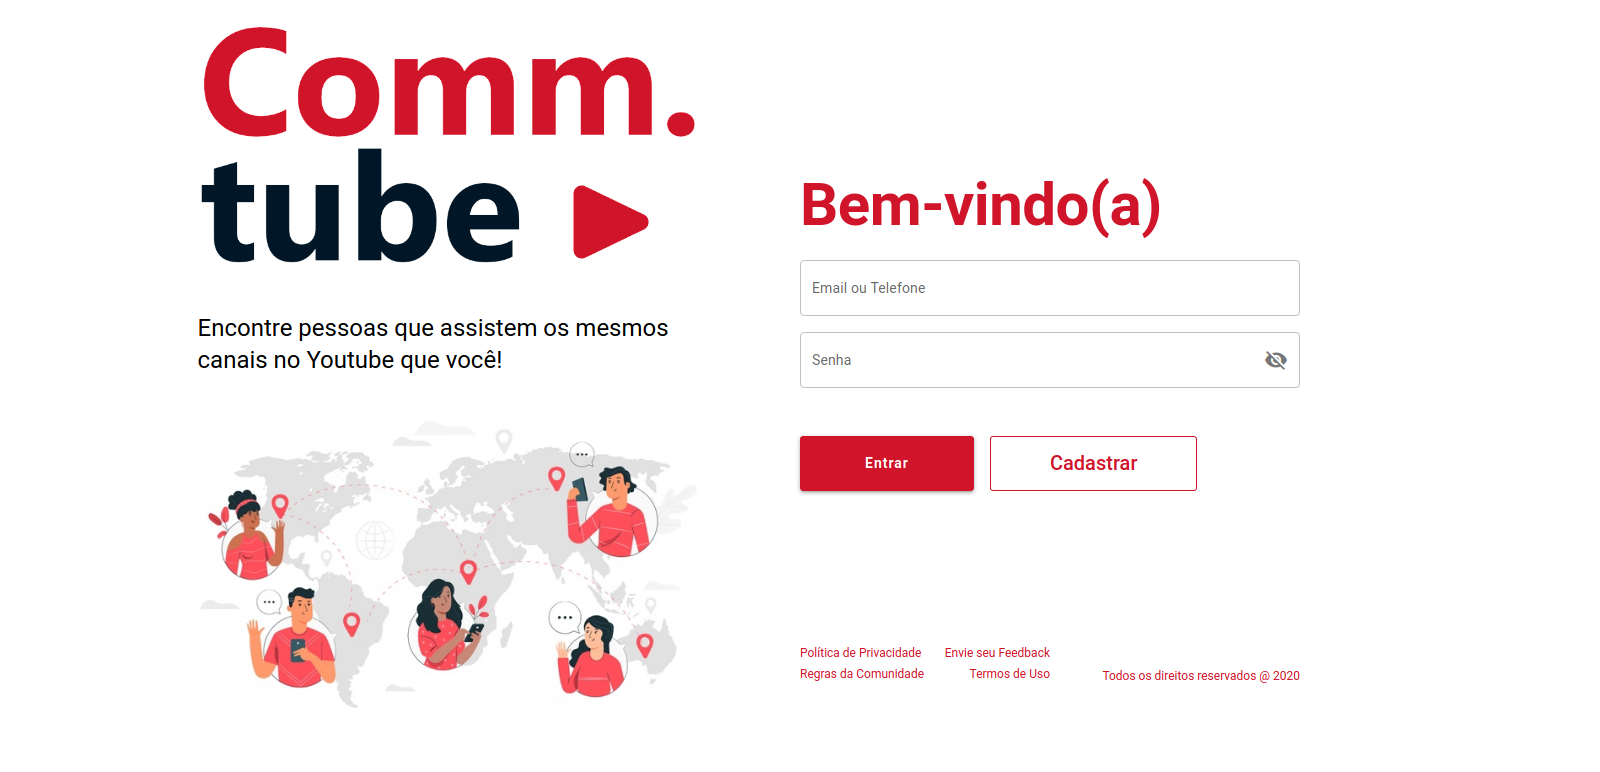 Comm.
tube
Encontre pessoas que assistem os mesmos
canais no Youtube que você!
Bem-vindo(a)
Email ou Telefone
Senha
Entrar
Cadastrar
Política de Privacidade
Envie seu Feedback
Regras da Comunidade
Termos de Uso
Todos os direitos reservados @ 2020